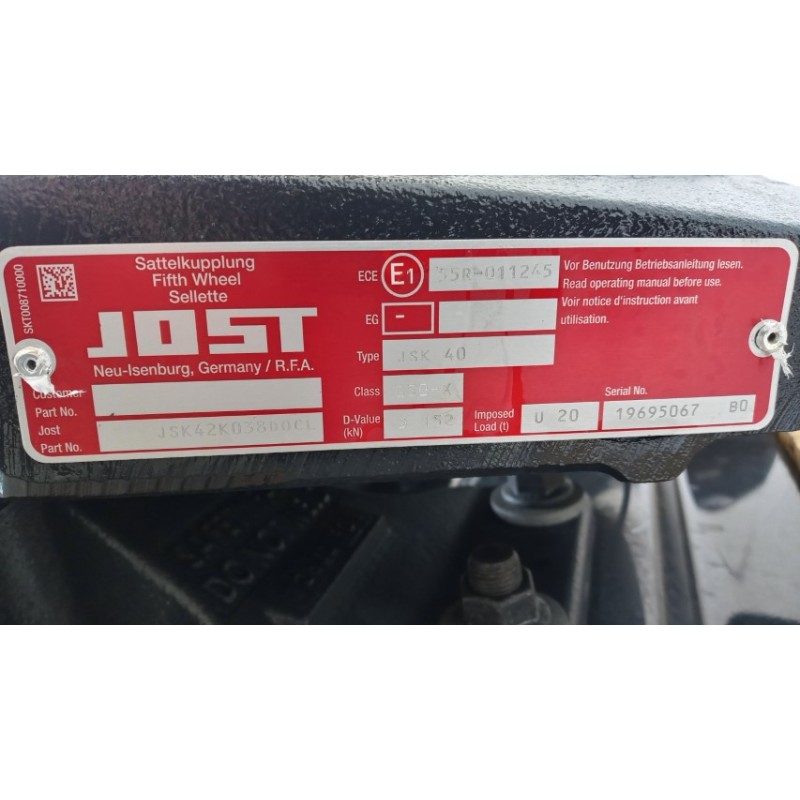 SKT008710000
Sattelkupplung
Fifth Wheel
Sellette
JOST
Neu-Isenburg, Germany / R.F.A.
Customer
Part No.
Jost JSK42K038
Part No.
ECE E1 55R-011245
EG -
Type JSK 40
Class
D-Value
(kN) D 152
Imposed
Load (t) U 20
Serial No.
19695067 BO
Vor Benutzung Betriebsanleitung lesen.
Read operating manual before use.
Voir notice d'instruction avant
utilisation.